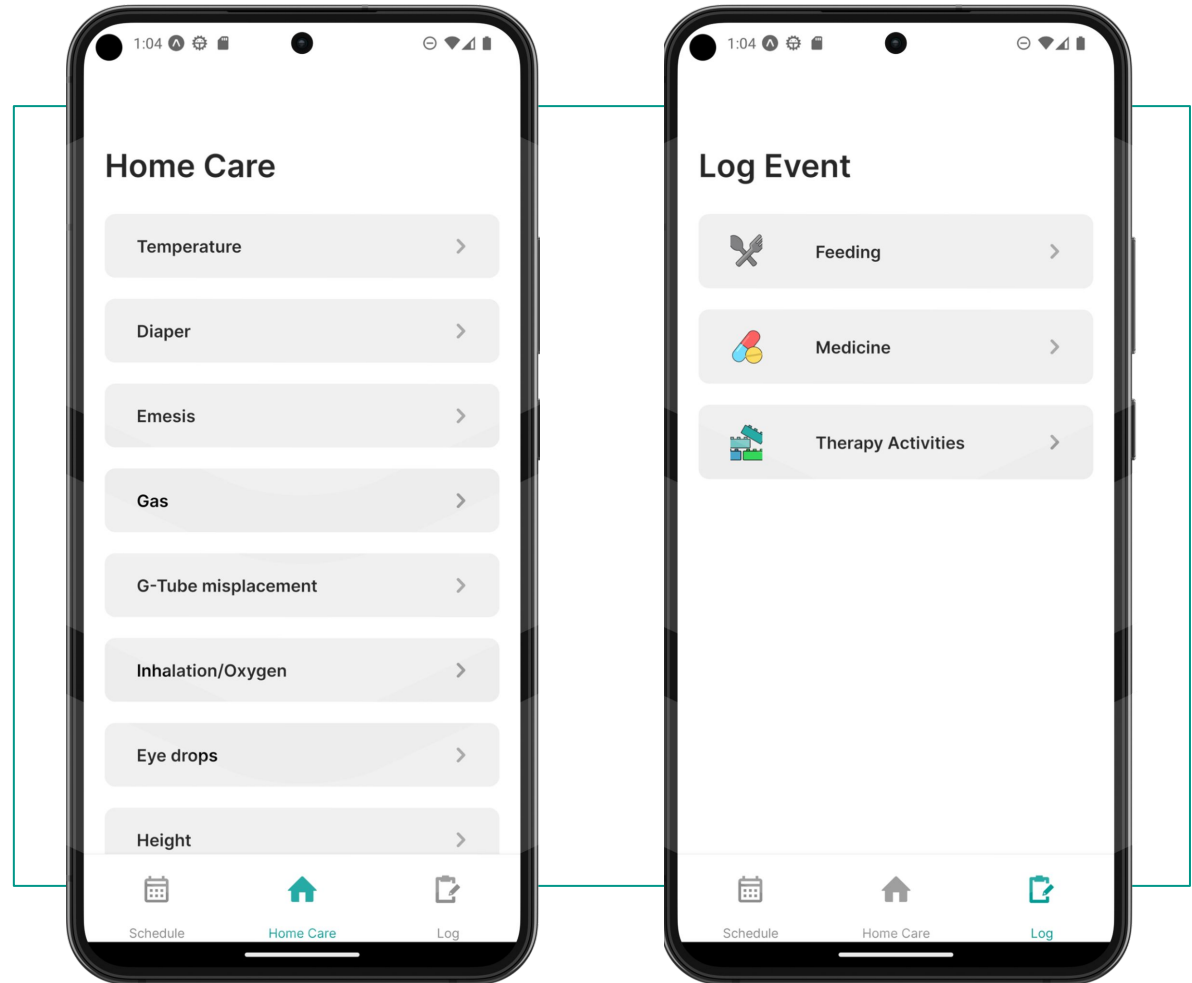 1:04
Home Care
Temperature
Diaper
Emesis
Gas
G-Tube misplacement
Inhalation/Oxygen
Eye drops
Height
Schedule
Home Care
Log
1:04
Log Event
Feeding
Medicine
Therapy Activities
Schedule
Home Care
Log